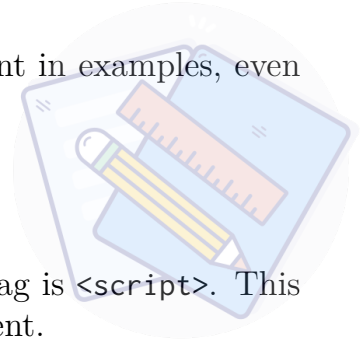 nt in examples, even
ag is <script>. This
ent.